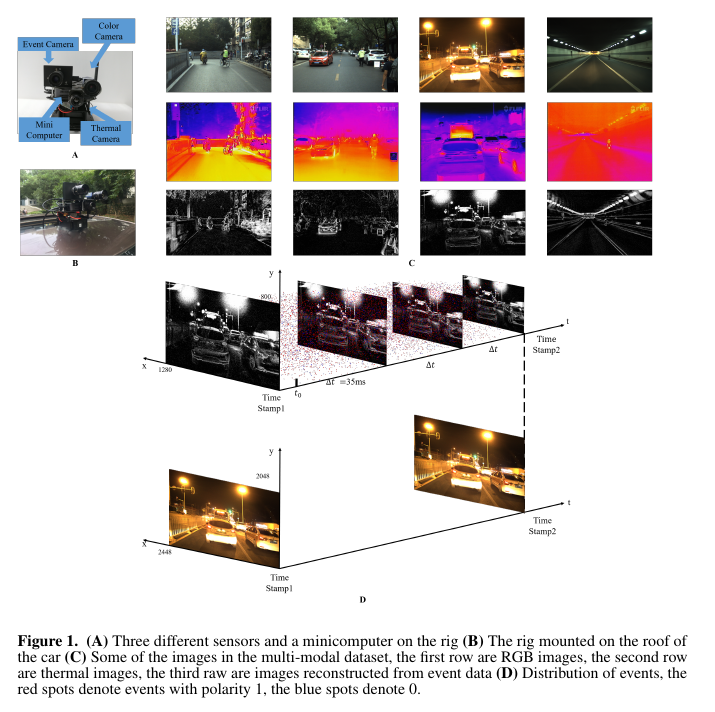 Color
Camera
Event Camera
Mini
Computer
Thermal
Camera
A
B
C
y
800
t
Time
Stamp2
Δt
Δt
Δt =35ms
t0
x
1280
Time
Stamp1
y
2048
t
Time
Stamp2
x
2448
Time
Stamp1
D
Figure 1. (A) Three different sensors and a minicomputer on the rig (B) The rig mounted on the roof of
the car (C) Some of the images in the multi-modal dataset, the first row are RGB images, the second row
are thermal images, the third raw are images reconstructed from event data (D) Distribution of events, the
red spots denote events with polarity 1, the blue spots denote 0.